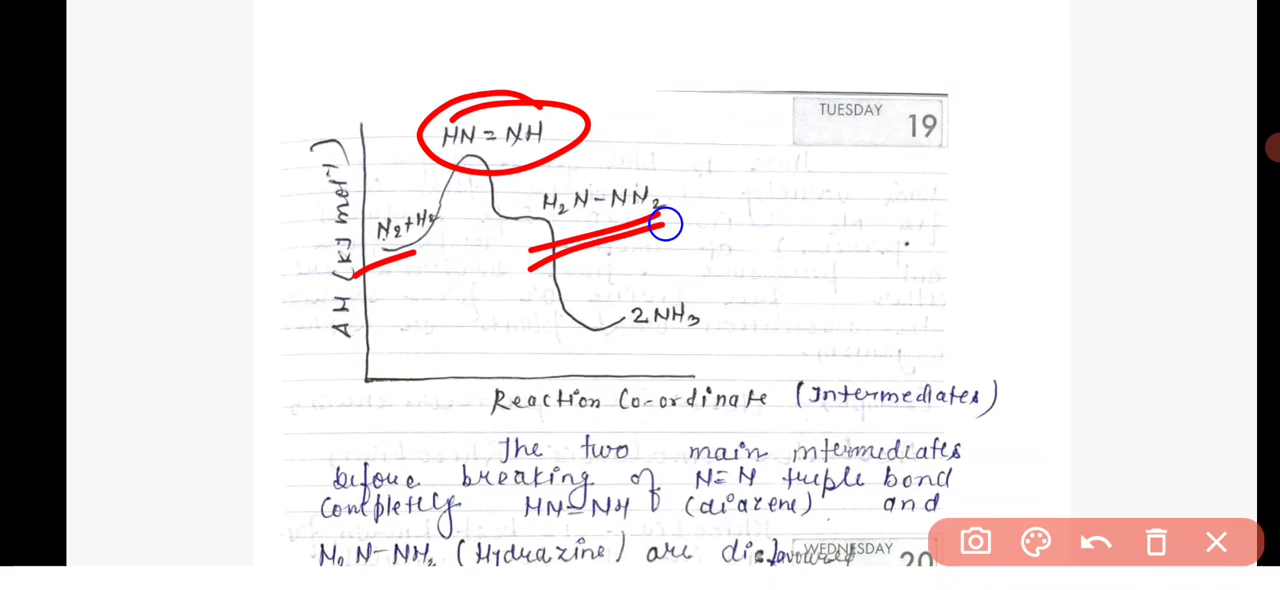 TUESDAY 19
HN = NH
H2N-NH2
N2+H2
ΔH (kJ mol-1)
2NH3
Reaction Co-ordinate (Intermediates)
The two main intermediates
before breaking of N≡N triple bond
completely HN=NH (diazene) and
H2N-NH2 (Hydrazine) are disfavoured
WEDNESDAY 20